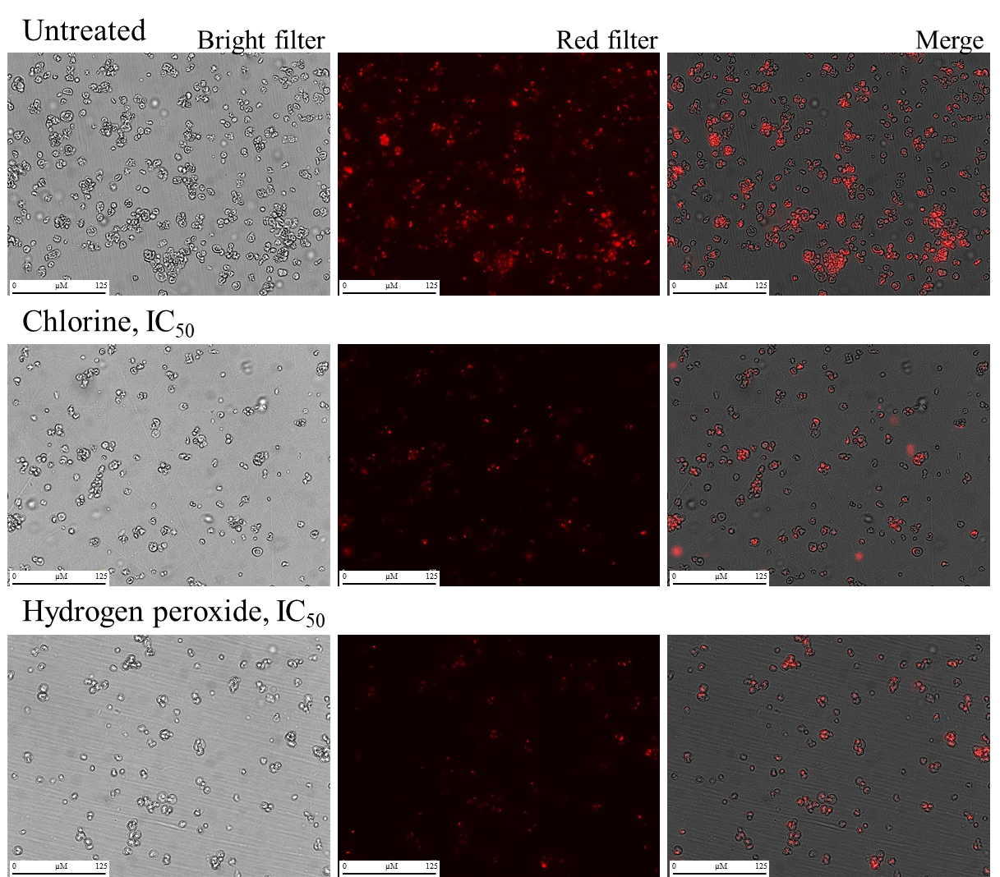 Untreated
Bright filter
Red filter
Merge
0 µM 125
0 µM 125
0 µM 125
Chlorine, IC50
0 µM 125
0 µM 125
0 µM 125
Hydrogen peroxide, IC50
0 µM 125
0 µM 125
0 µM 125